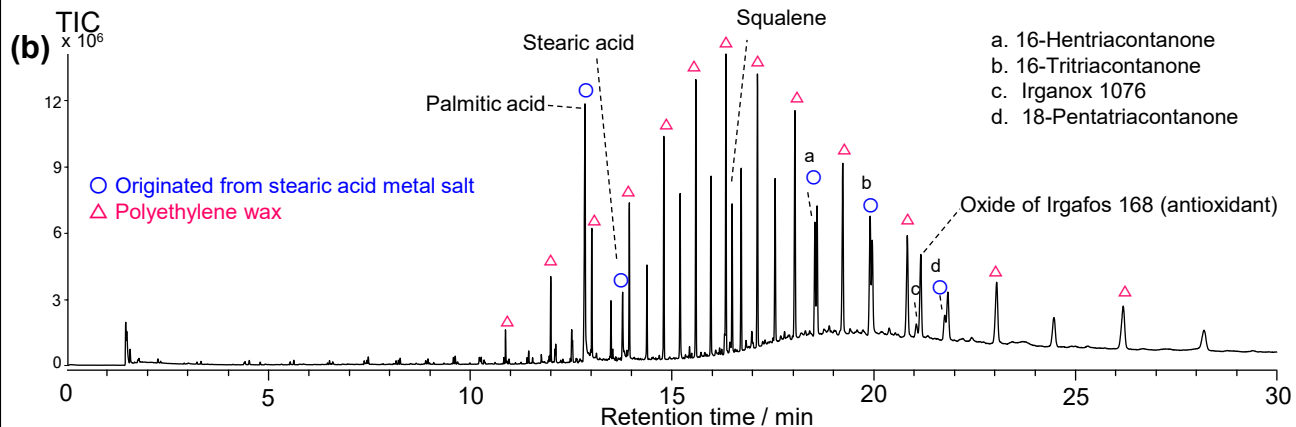 TIC
(b) x 10⁶
Squalene
Stearic acid
a. 16-Hentriacontanone
b. 16-Tritriacontanone
c. Irganox 1076
d. 18-Pentatriacontanone
Palmitic acid
12
9
6
3
0
○ Originated from stearic acid metal salt
△ Polyethylene wax
a
b
c
d
Oxide of Irgafos 168 (antioxidant)
0 5 10 15 20 25 30
Retention time / min